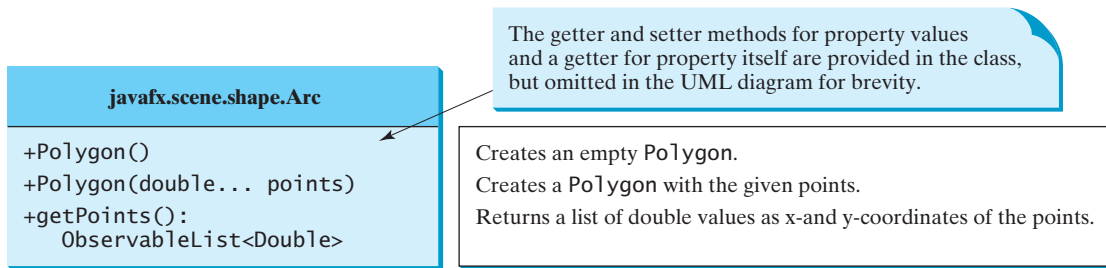 The getter and setter methods for property values
and a getter for property itself are provided in the class,
but omitted in the UML diagram for brevity.
javafx.scene.shape.Arc
+Polygon()
+Polygon(double... points)
+getPoints():
ObservableList<Double>
Creates an empty Polygon.
Creates a Polygon with the given points.
Returns a list of double values as x-and y-coordinates of the points.